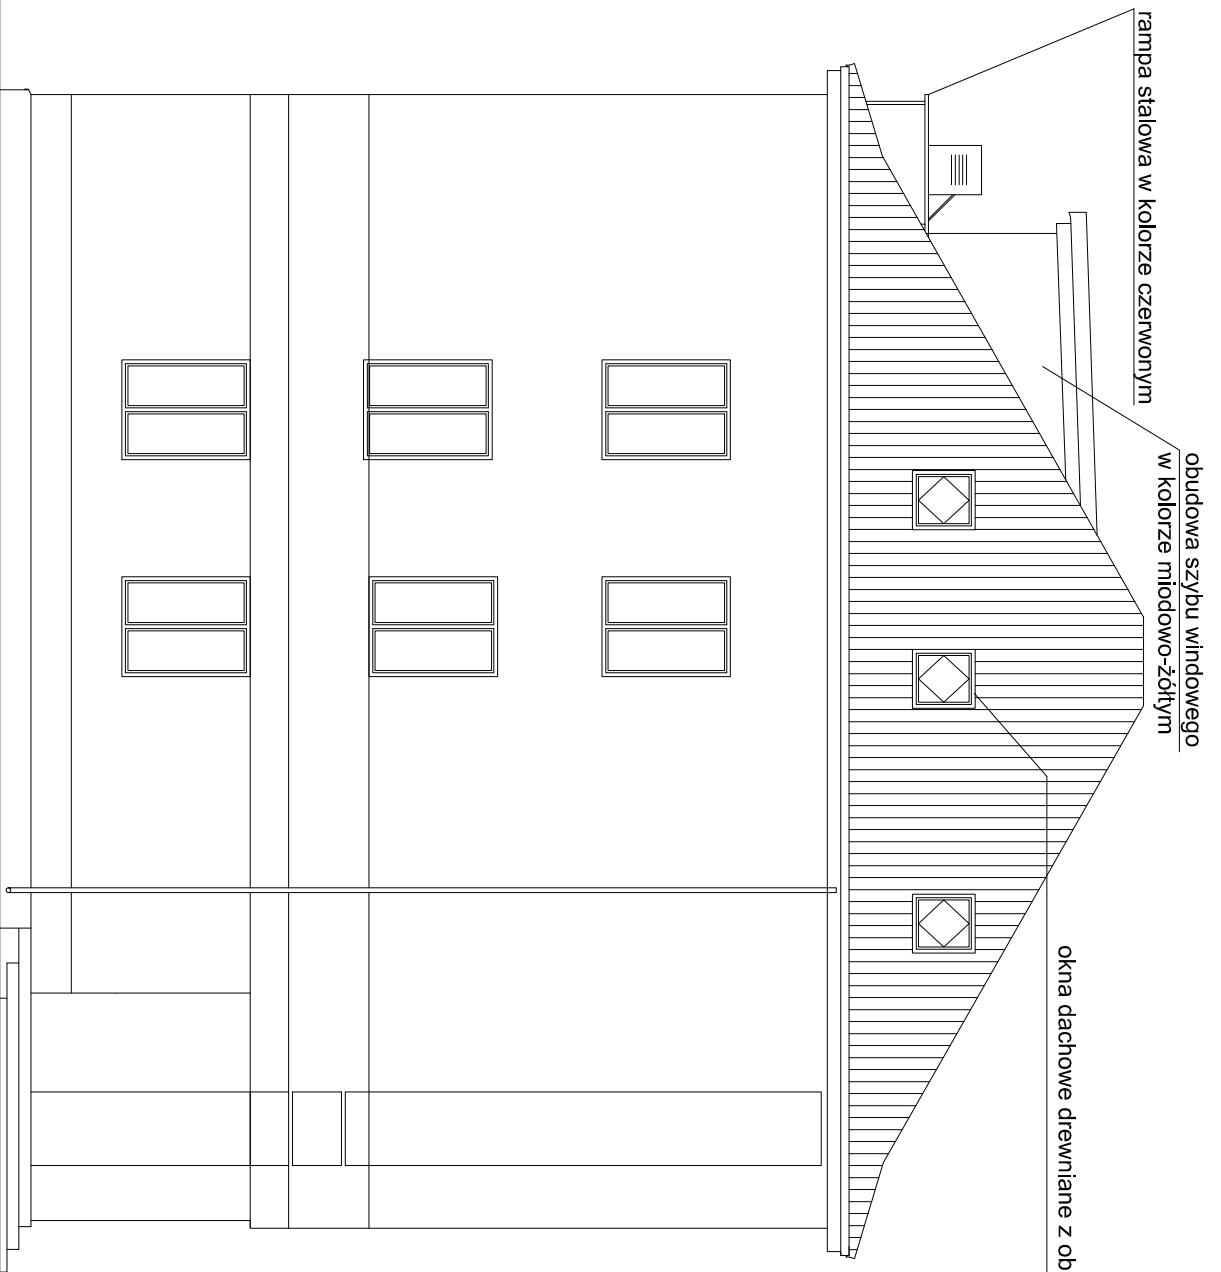 rampa stalowa w kolorze czerwonym
obudowa szybu windowego
w kolorze miodowo-żółtym
okna dachowe drewniane z ob